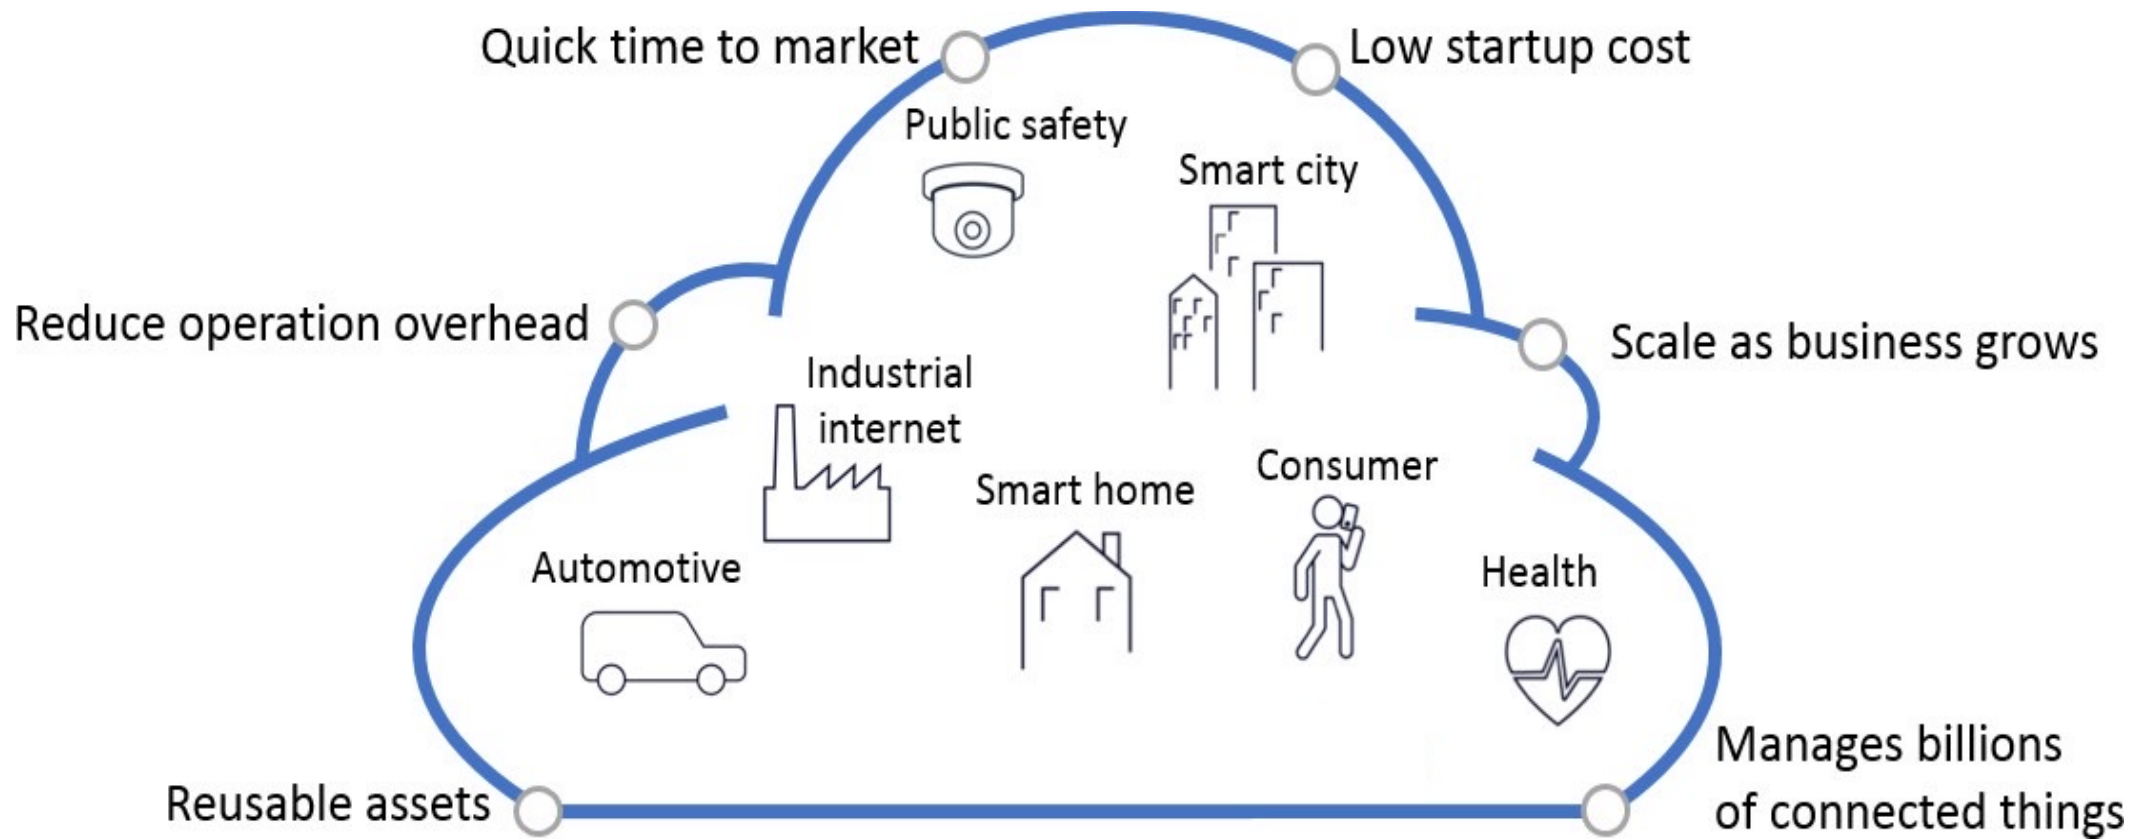 Quick time to market
Low startup cost
Public safety
Smart city
Reduce operation overhead
Scale as business grows
Industrial
internet
Smart home
Consumer
Automotive
Health
Reusable assets
Manages billions
of connected things